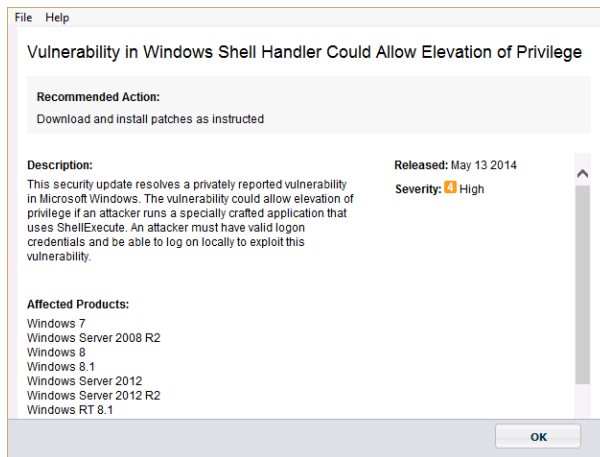 File Help
Vulnerability in Windows Shell Handler Could Allow Elevation of Privilege
Recommended Action:
Download and install patches as instructed
Description:
This security update resolves a privately reported vulnerability
in Microsoft Windows. The vulnerability could allow elevation of
privilege if an attacker runs a specially crafted application that
uses ShellExecute. An attacker must have valid logon
credentials and be able to log on locally to exploit this
vulnerability.
Released: May 13 2014
Severity: 4 High
Affected Products:
Windows 7
Windows Server 2008 R2
Windows 8
Windows 8.1
Windows Server 2012
Windows Server 2012 R2
Windows RT 8.1
OK